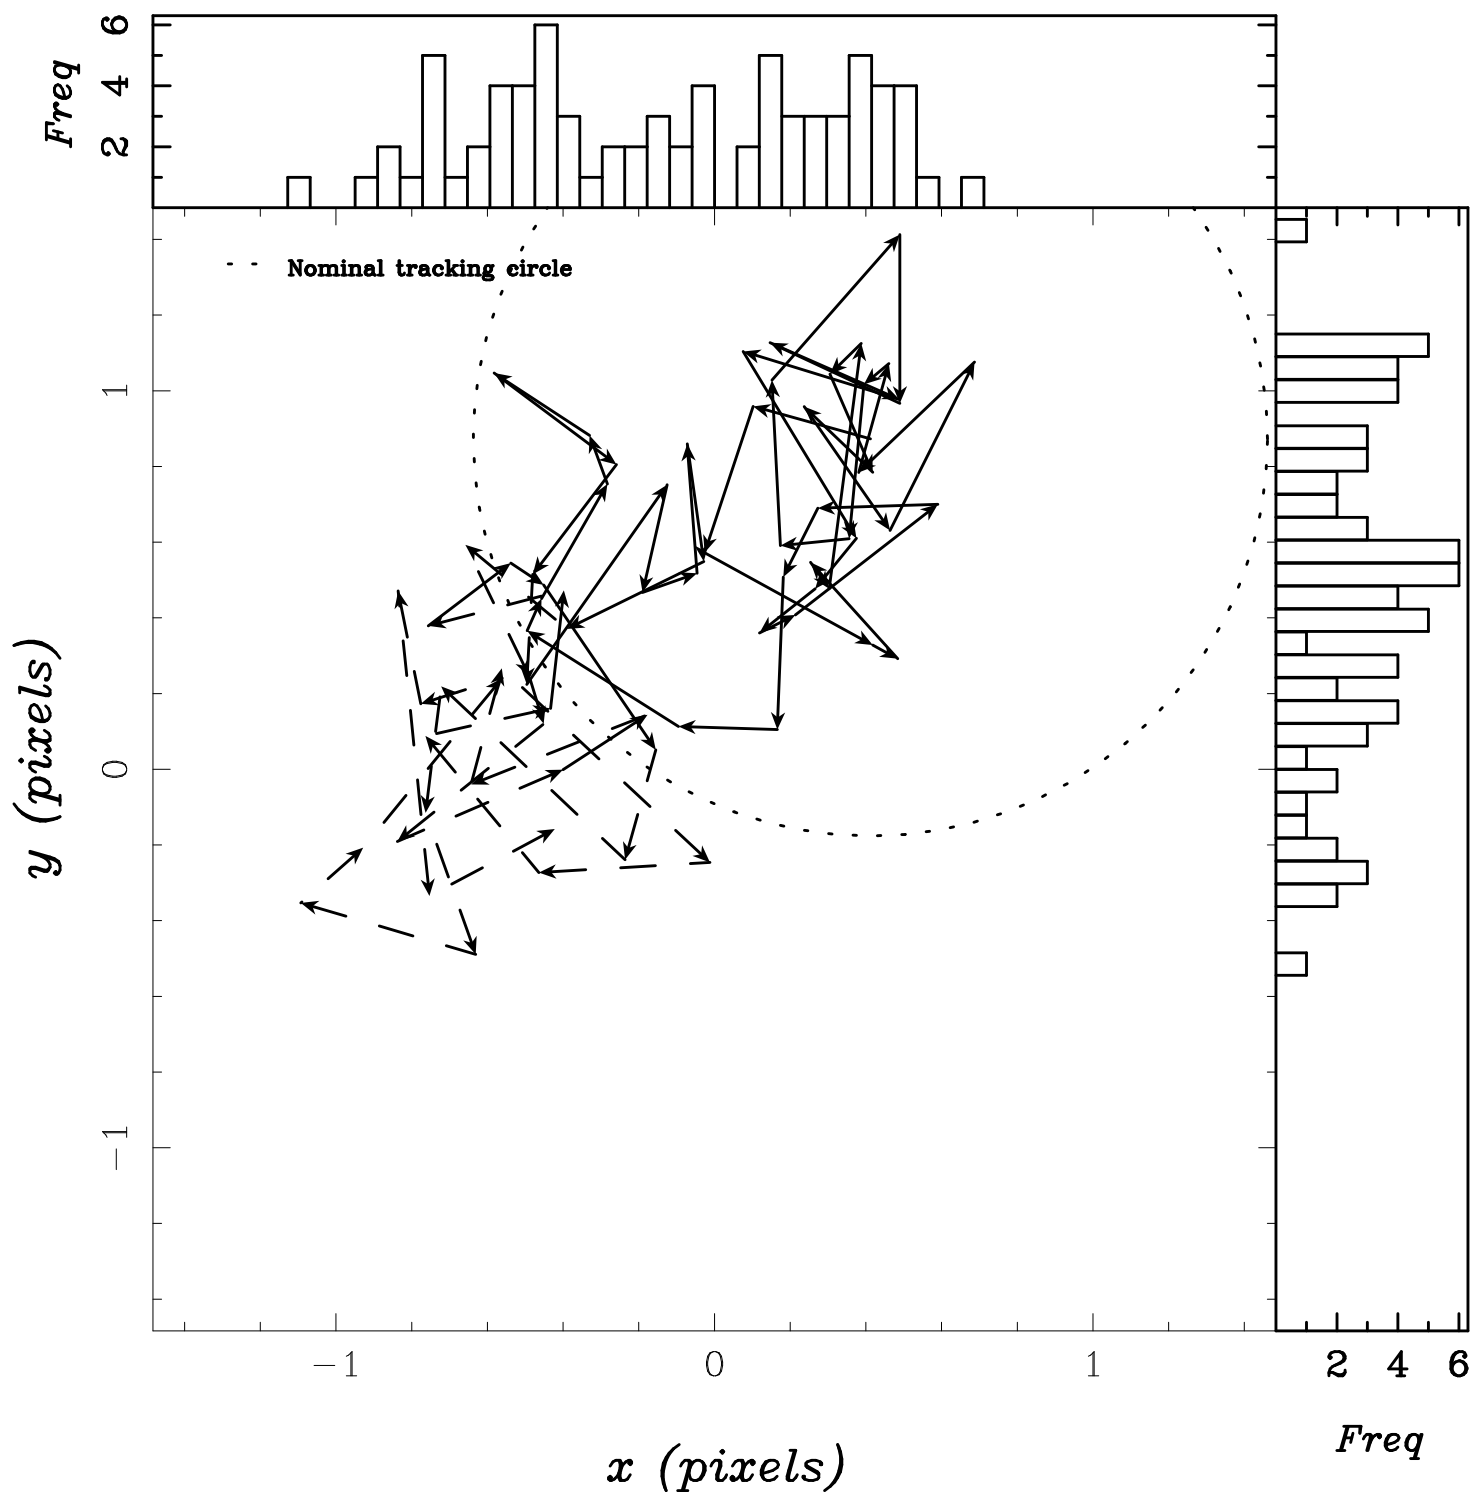 Freq
2 4 6
Nominal tracking circle
y (pixels)
1
0
−1
−1 0 1
2 4 6
x (pixels)
Freq